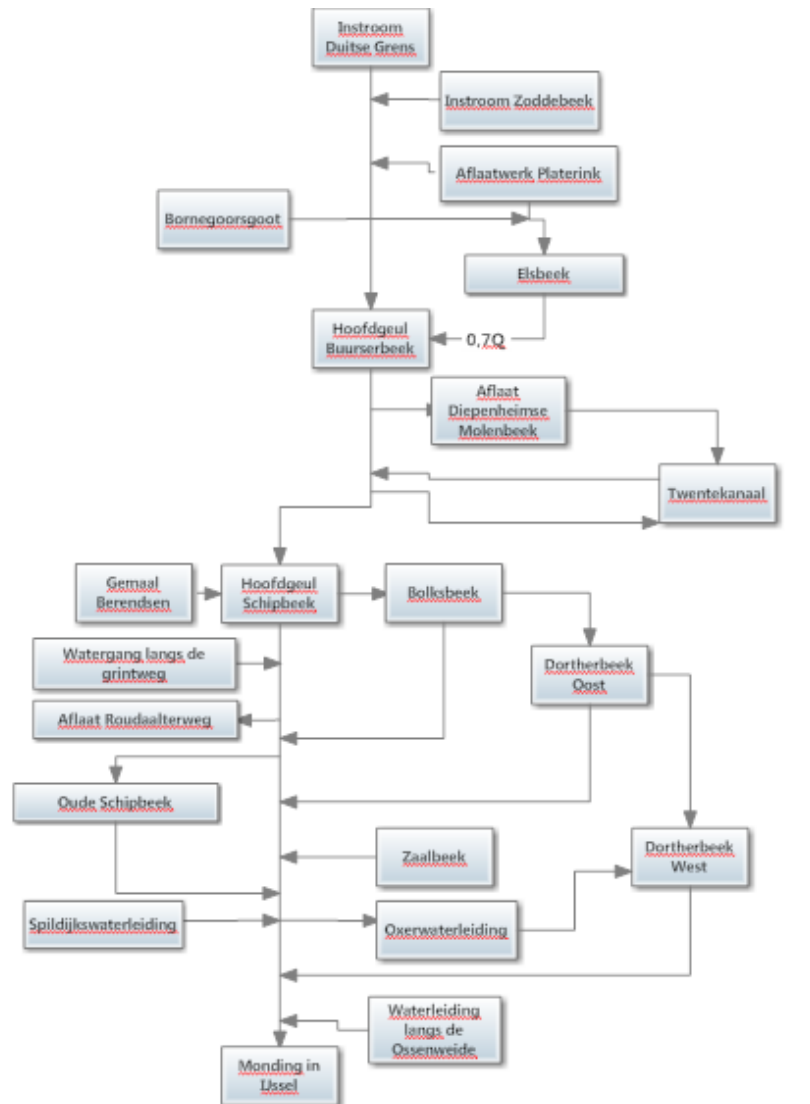 Instroom
Duitse Grens
Instroom Zoddebeek
Aflaatwerk Platerink
Bornegoorsgoot
Elsbeek
Hoofdgeul
Buurserbeek
0,7Q
Aflaat
Diepenheimse
Molenbeek
Twentekanaal
Gemaal
Berendsen
Hoofdgeul
Schipbeek
Bolksbeek
Watergang langs de
grintweg
Dortherbeek
Oost
Aflaat Roudaalterweg
Oude Schipbeek
Zaalbeek
Dortherbeek
West
Spildijkswaterleiding
Oxerwaterleiding
Waterleiding
langs de
Ossenweide
Monding in
IJssel